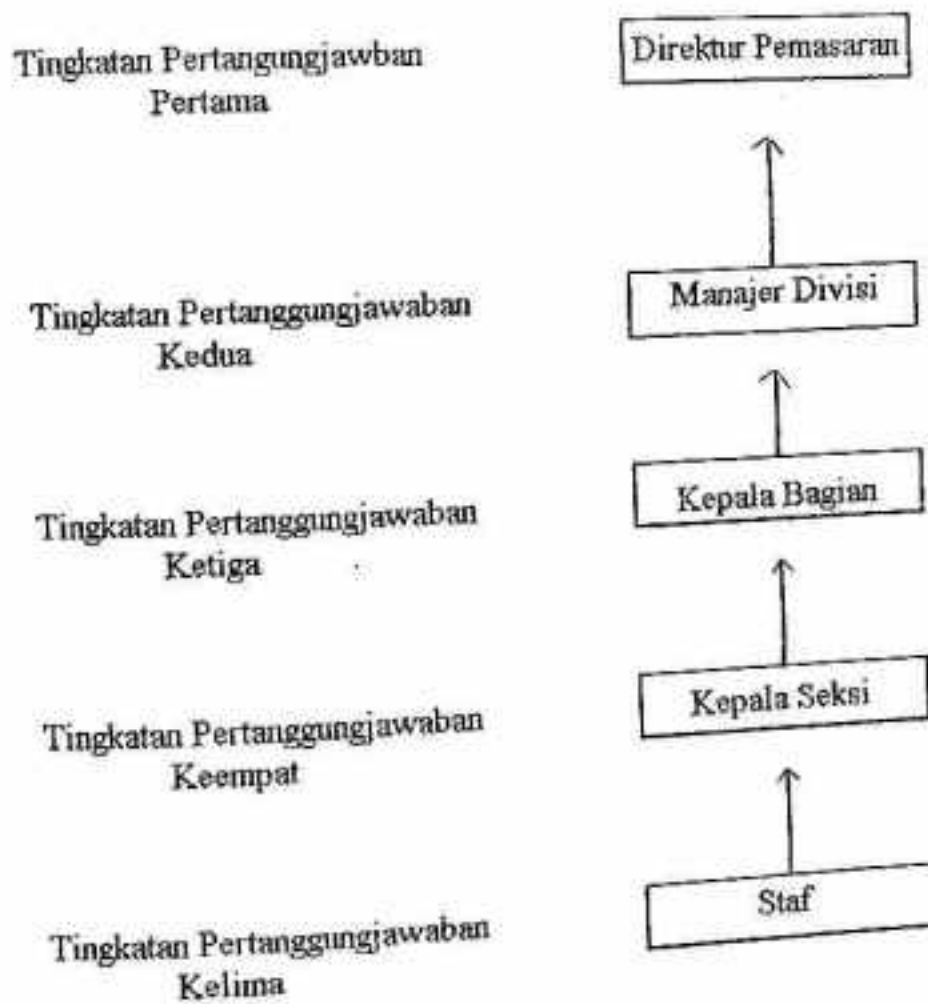 Tingkatan Pertangungjawban
Pertama
Direktur Pemasaran
Tingkatan Pertanggungjawaban
Kedua
Manajer Divisi
Tingkatan Pertanggungjawaban
Ketiga
Kepala Bagian
Tingkatan Pertanggungjawaban
Keempat
Kepala Seksi
Tingkatan Pertanggungjawaban
Kelima
Staf